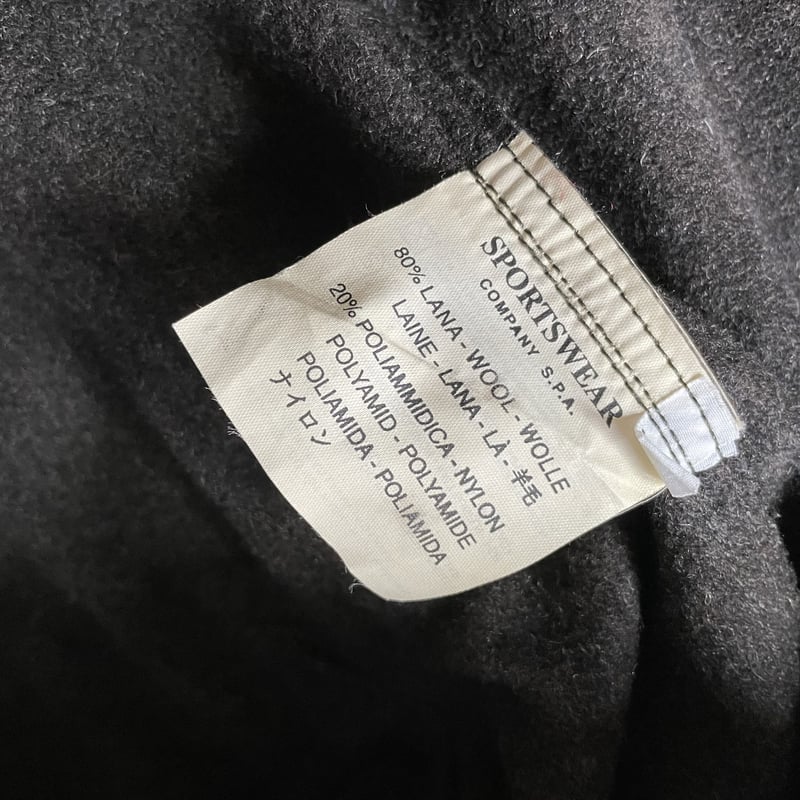 SPORTSWEAR
COMPANY S.P.A.
80% LANA - WOOL - WOLLE
LAINE - LANA - LÀ - 羊毛
20% POLIAMMIDICA - NYLON
POLYAMID - POLYAMIDE
POLIAMIDA - POLIAMIDA
ナイロン